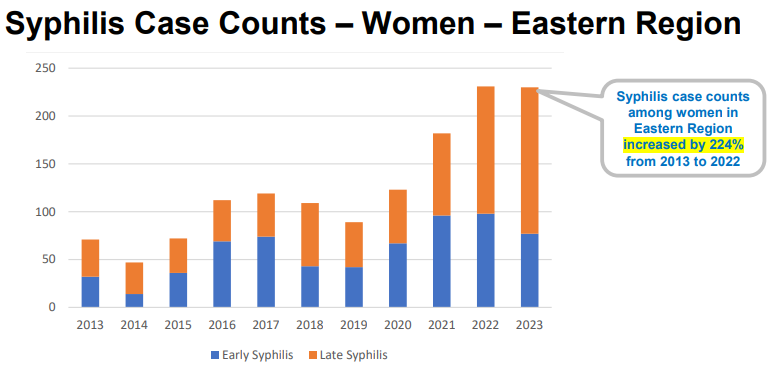 Syphilis Case Counts – Women – Eastern Region
250
200
150
100
50
0
2013 2014 2015 2016 2017 2018 2019 2020 2021 2022 2023
Early Syphilis Late Syphilis
Syphilis case counts
among women in
Eastern Region
increased by 224%
from 2013 to 2022